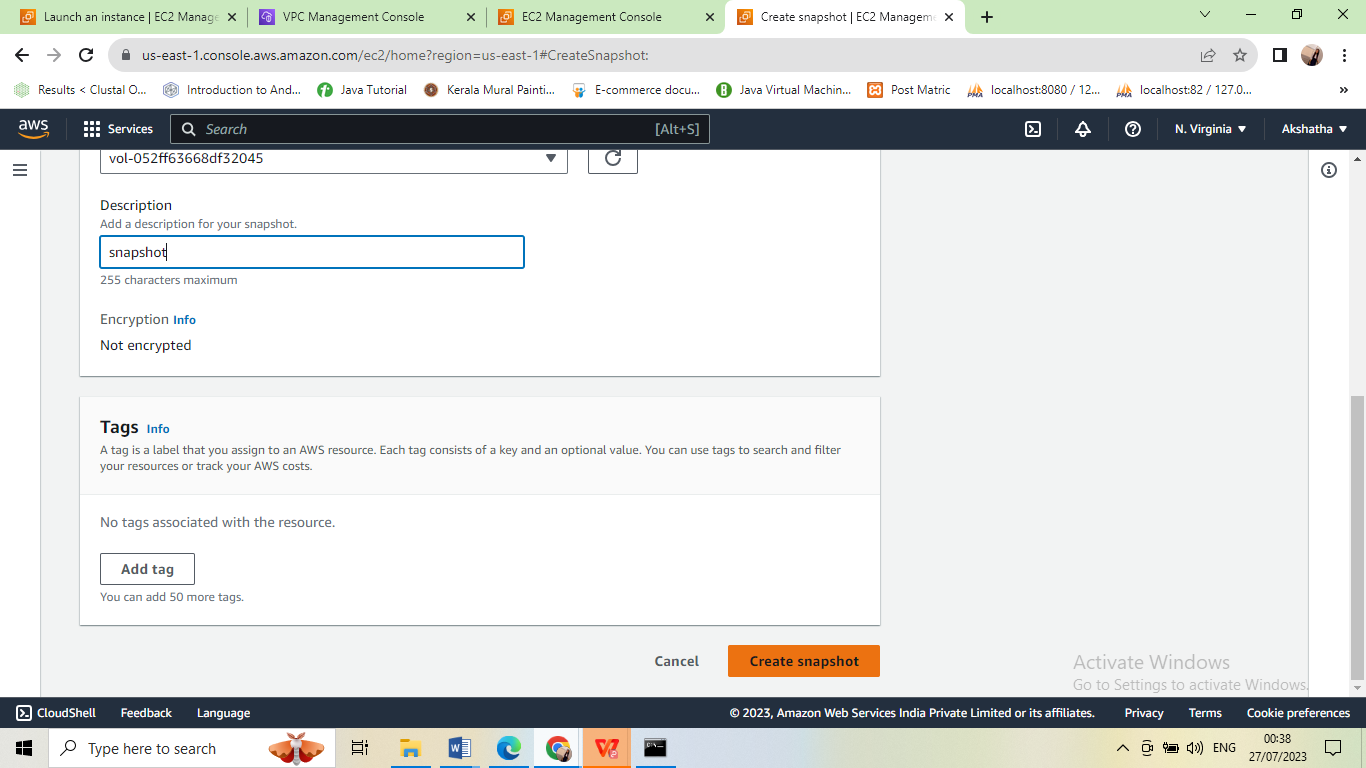 Launch an instance | EC2 Manage
VPC Management Console
EC2 Management Console
Create snapshot | EC2 Managem
us-east-1.console.aws.amazon.com/ec2/home?region=us-east-1#CreateSnapshot:
Results < Clustal O...
Introduction to And...
Java Tutorial
Kerala Mural Painti...
E-commerce docu...
Java Virtual Machin...
Post Matric
localhost:8080 / 12...
localhost:82 / 127.0...
»
aws
Services
Search
[Alt+S]
N. Virginia
Akshatha
vol-052ff63668df32045
Description
Add a description for your snapshot.
snapshot
255 characters maximum
Encryption Info
Not encrypted
Tags Info
A tag is a label that you assign to an AWS resource. Each tag consists of a key and an optional value. You can use tags to search and filter
your resources or track your AWS costs.
No tags associated with the resource.
Add tag
You can add 50 more tags.
Cancel
Create snapshot
Activate Windows
Go to Settings to activate Windows.
CloudShell
Feedback
Language
© 2023, Amazon Web Services India Private Limited or its affiliates.
Privacy
Terms
Cookie preferences
Type here to search
ENG
00:38
27/07/2023